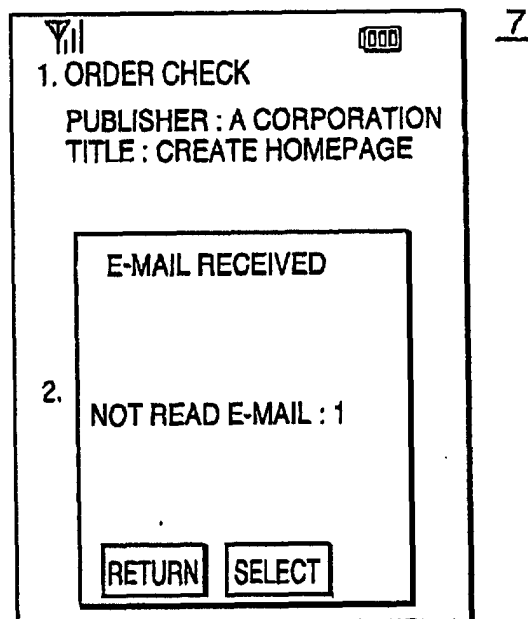 7
1. ORDER CHECK
PUBLISHER : A CORPORATION
TITLE : CREATE HOMEPAGE
E-MAIL RECEIVED
2.
NOT READ E-MAIL : 1
RETURN SELECT